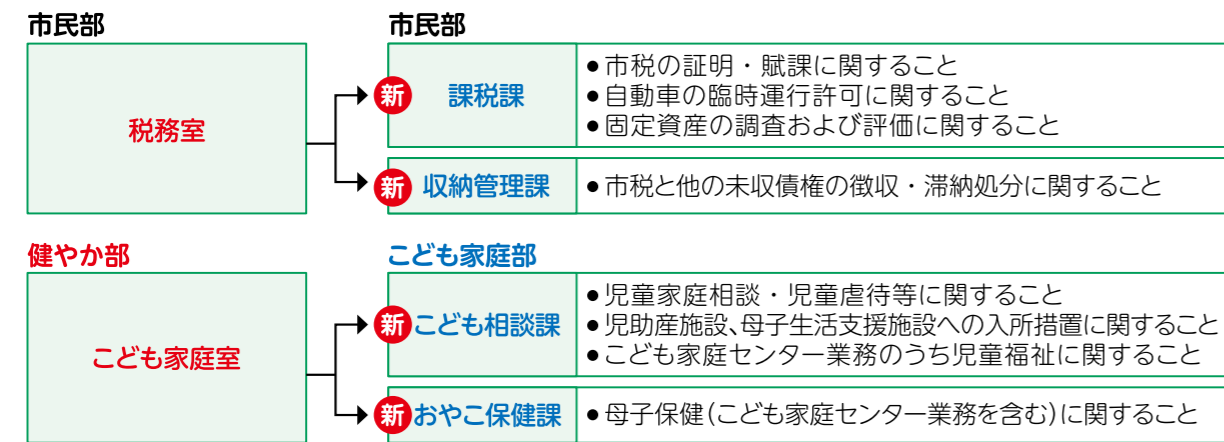 市民部
市民部
税務室
新 課税課
●市税の証明・賦課に関すること
●自動車の臨時運行許可に関すること
●固定資産の調査および評価に関すること
新 収納管理課
●市税と他の未収債権の徴収・滞納処分に関すること
健やか部
こども家庭部
こども家庭室
新 こども相談課
●児童家庭相談・児童虐待等に関すること
●児助産施設、母子生活支援施設への入所措置に関すること
●こども家庭センター業務のうち児童福祉に関すること
新 おやこ保健課
●母子保健(こども家庭センター業務を含む)に関すること